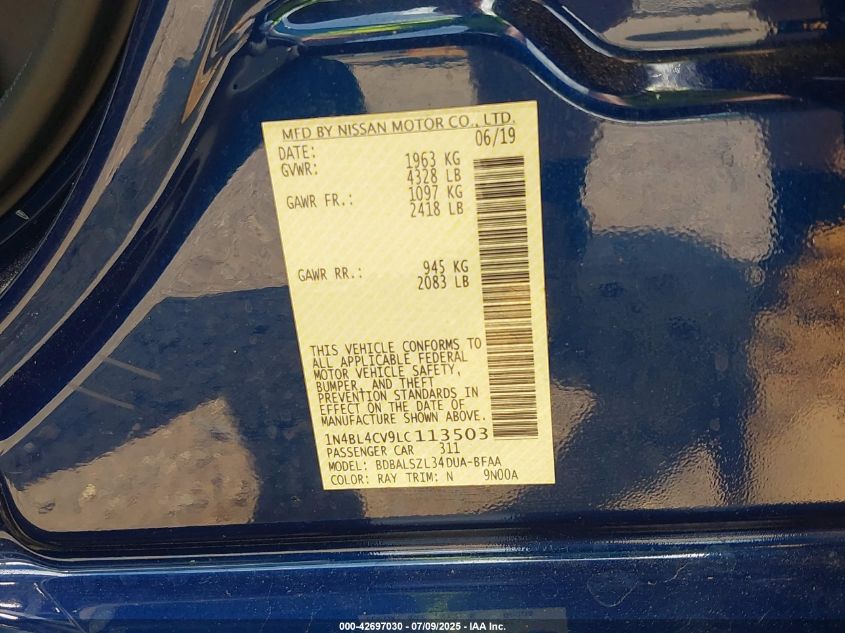 MFD BY NISSAN MOTOR CO., LTD.
DATE: 06/19
GVWR: 1963 KG
4328 LB
GAWR FR.: 1097 KG
2418 LB
GAWR RR.: 945 KG
2083 LB
THIS VEHICLE CONFORMS TO
ALL APPLICABLE FEDERAL
MOTOR VEHICLE SAFETY,
BUMPER, AND THEFT
PREVENTION STANDARDS IN
EFFECT ON THE DATE OF
MANUFACTURE SHOWN ABOVE.
1N4BL4CV9LC113503
PASSENGER CAR 311
MODEL: BDBALSZL34DUA-BFAA
COLOR: RAY TRIM: N 9N00A
000-42697030 - 07/09/2025 - IAA Inc.